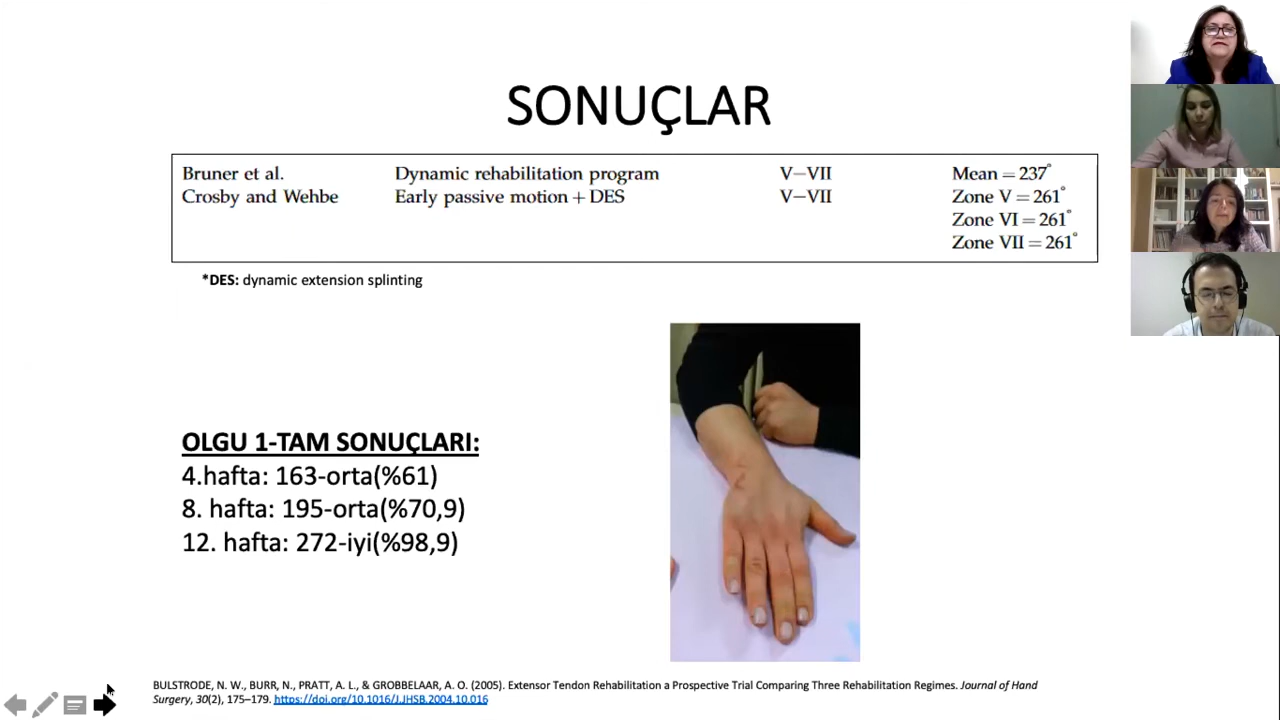 SONUÇLAR
Bruner et al. Dynamic rehabilitation program V–VII Mean = 237°
Crosby and Wehbe Early passive motion + DES V–VII Zone V = 261°
Zone VI = 261°
Zone VII = 261°
*DES: dynamic extension splinting
OLGU 1-TAM SONUÇLARI:
4.hafta: 163-orta(%61)
8. hafta: 195-orta(%70,9)
12. hafta: 272-iyi(%98,9)
BULSTRODE, N. W., BURR, N., PRATT, A. L., & GROBBELAAR, A. O. (2005). Extensor Tendon Rehabilitation a Prospective Trial Comparing Three Rehabilitation Regimes. Journal of Hand
Surgery, 30(2), 175–179. https://doi.org/10.1016/J.JHSB.2004.10.016